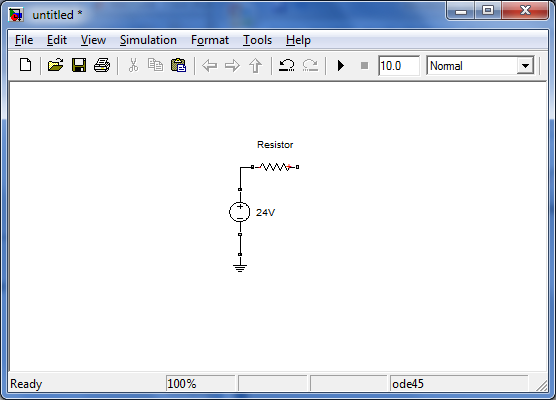 untitled *
File Edit View Simulation Format Tools Help
10.0 Normal
Resistor
24V
Ready 100% ode45